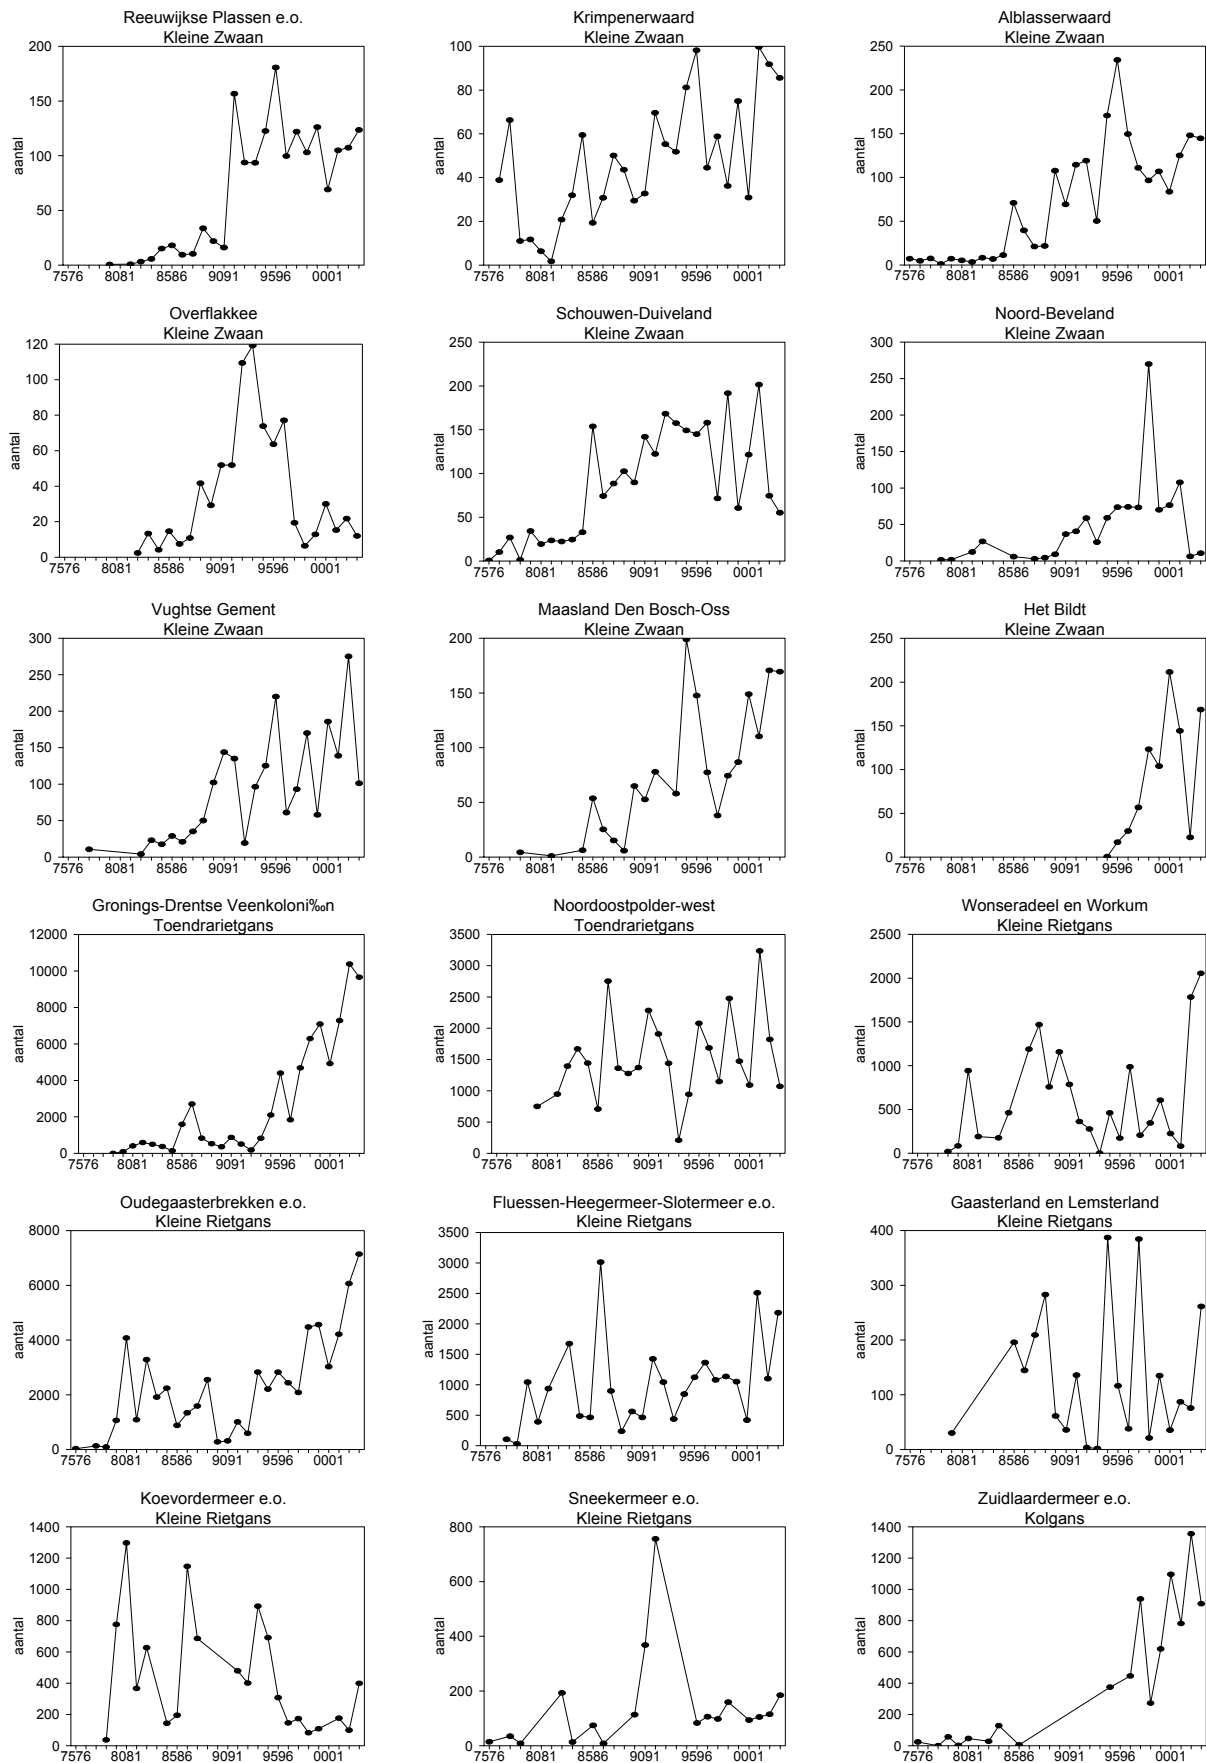 Reeuwijkse Plassen e.o.
Kleine Zwaan
200
150
100
50
0
aantal
7576 8081 8586 9091 9596 0001
Krimpenerwaard
Kleine Zwaan
100
80
60
40
20
0
aantal
7576 8081 8586 9091 9596 0001
Alblasserwaard
Kleine Zwaan
250
200
150
100
50
0
aantal
7576 8081 8586 9091 9596 0001
Overflakkee
Kleine Zwaan
120
100
80
60
40
20
0
aantal
7576 8081 8586 9091 9596 0001
Schouwen-Duiveland
Kleine Zwaan
250
200
150
100
50
0
aantal
7576 8081 8586 9091 9596 0001
Noord-Beveland
Kleine Zwaan
300
250
200
150
100
50
0
aantal
7576 8081 8586 9091 9596 0001
Vughtse Gement
Kleine Zwaan
300
250
200
150
100
50
0
aantal
7576 8081 8586 9091 9596 0001
Maasland Den Bosch-Oss
Kleine Zwaan
200
150
100
50
0
aantal
7576 8081 8586 9091 9596 0001
Het Bildt
Kleine Zwaan
250
200
150
100
50
0
aantal
7576 8081 8586 9091 9596 0001
Gronings-Drentse Veenkoloni‰n
Toendrarietgans
12000
10000
8000
6000
4000
2000
0
aantal
7576 8081 8586 9091 9596 0001
Noordoostpolder-west
Toendrarietgans
3500
3000
2500
2000
1500
1000
500
0
aantal
7576 8081 8586 9091 9596 0001
Wonseradeel en Workum
Kleine Rietgans
2500
2000
1500
1000
500
0
aantal
7576 8081 8586 9091 9596 0001
Oudegaasterbrekken e.o.
Kleine Rietgans
8000
6000
4000
2000
0
aantal
7576 8081 8586 9091 9596 0001
Fluessen-Heegermeer-Slotermeer e.o.
Kleine Rietgans
3500
3000
2500
2000
1500
1000
500
0
aantal
7576 8081 8586 9091 9596 0001
Gaasterland en Lemsterland
Kleine Rietgans
400
300
200
100
0
aantal
7576 8081 8586 9091 9596 0001
Koevordermeer e.o.
Kleine Rietgans
1400
1200
1000
800
600
400
200
0
aantal
7576 8081 8586 9091 9596 0001
Sneekermeer e.o.
Kleine Rietgans
800
600
400
200
0
aantal
7576 8081 8586 9091 9596 0001
Zuidlaardermeer e.o.
Kolgans
1400
1200
1000
800
600
400
200
0
aantal
7576 8081 8586 9091 9596 0001